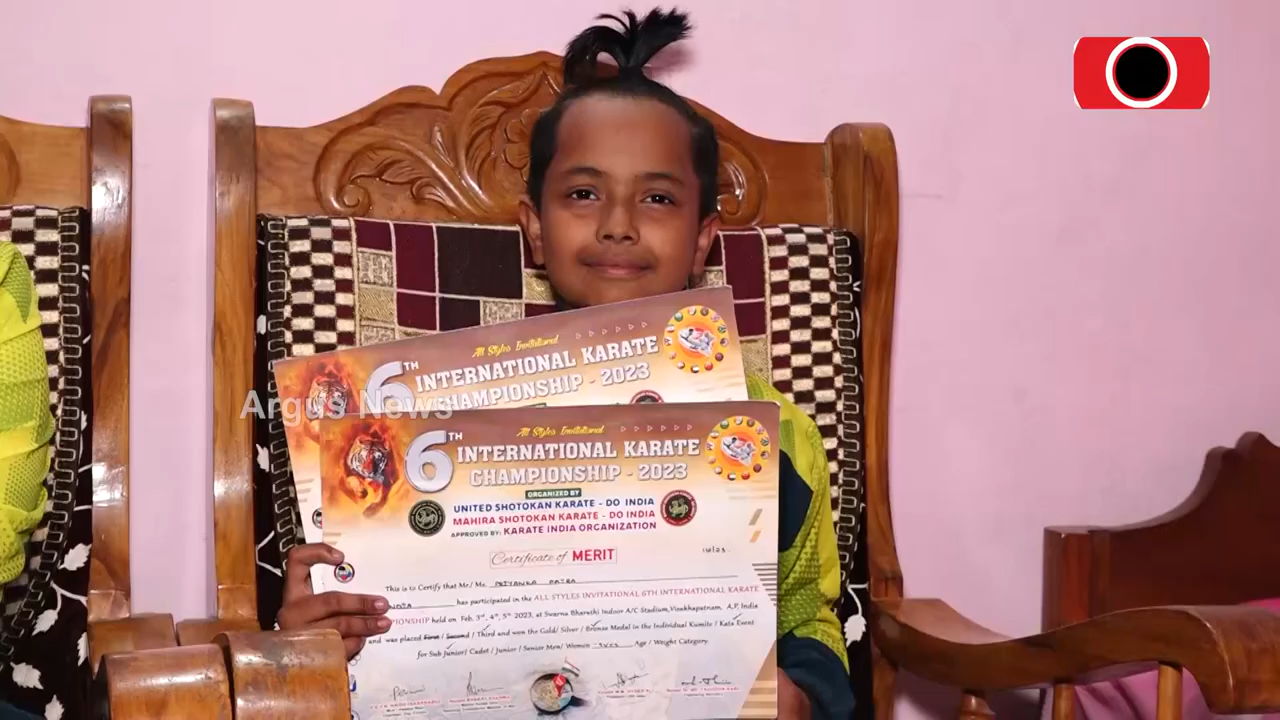 All Styles Invitational
6TH INTERNATIONAL KARATE
CHAMPIONSHIP - 2023
Argus News
All Styles Invitational
6TH INTERNATIONAL KARATE
CHAMPIONSHIP - 2023
ORGANIZED BY
UNITED SHOTOKAN KARATE - DO INDIA
MAHIRA SHOTOKAN KARATE - DO INDIA
APPROVED BY: KARATE INDIA ORGANIZATION
Certificate of MERIT
This is to Certify that Mr./ Ms. PRIYANKA PATRA
has participated in the ALL STYLES INVITATIONAL 6TH INTERNATIONAL KARATE
held on Feb. 3rd, 4th, 5th 2023, at Swarna Bharathi Indoor A/C Stadium, Visakhapatnam, A.P, India
and was placed First / Second / Third and won the Gold/ Silver / Bronze Medal in the Individual Kumite / Kata Event
for Sub Junior/ Cadet / Junior / Senior Men/ Women Age / Weight Category.